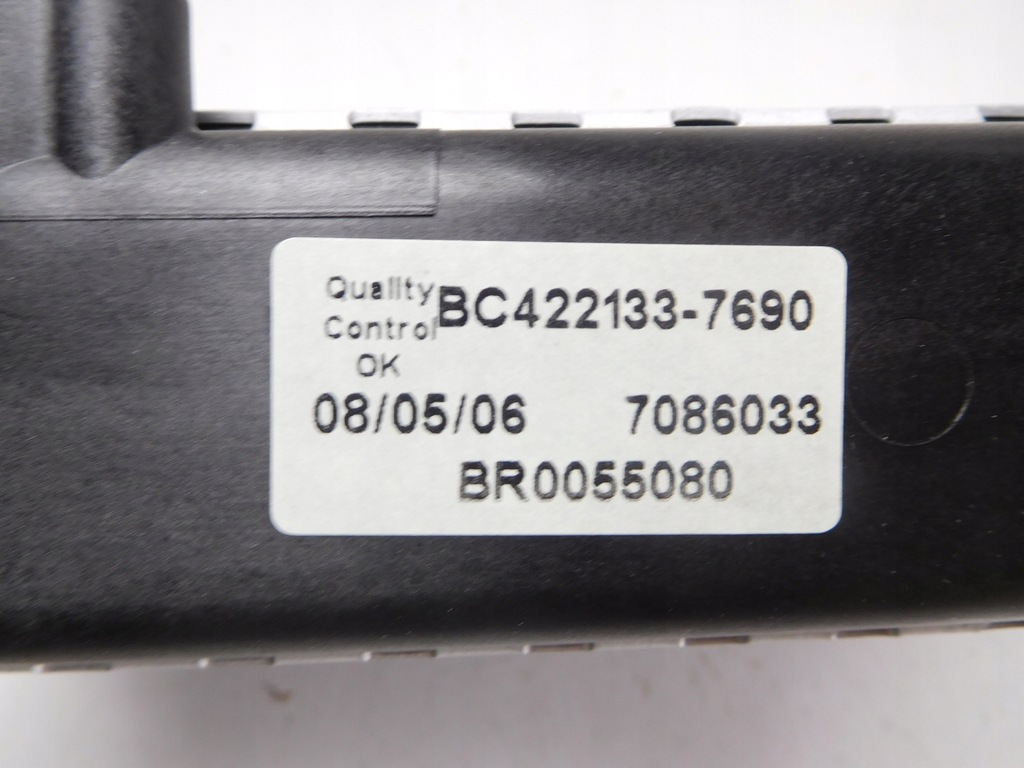 Quality
Control
OK
BC422133-7690
08/05/06 7086033
BR0055080